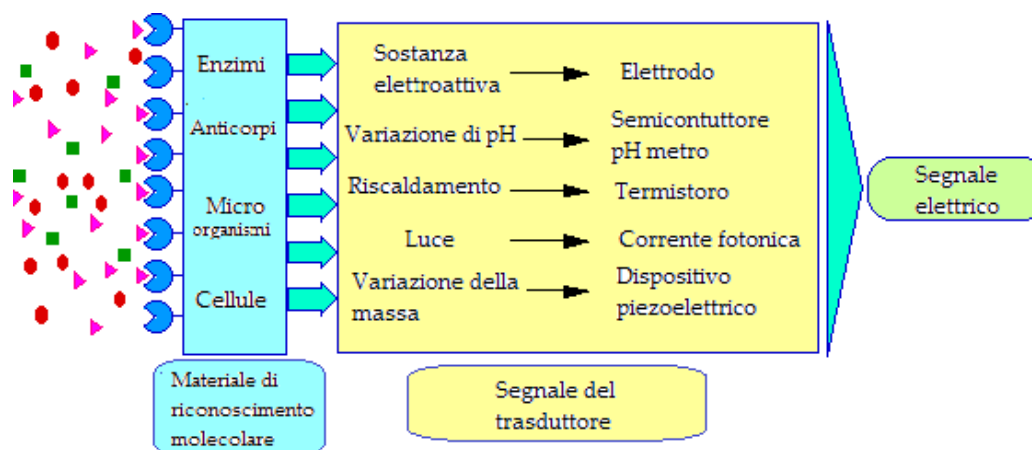 Enzimi
Anticorpi
Micro
organismi
Cellule
Sostanza
elettroattiva
Elettrodo
Variazione di pH
Semicontuttore
pH metro
Riscaldamento
Termistoro
Luce
Corrente fotonica
Variazione della
massa
Dispositivo
piezoelettrico
Segnale
elettrico
Materiale di
riconoscimento
molecolare
Segnale del
trasduttore